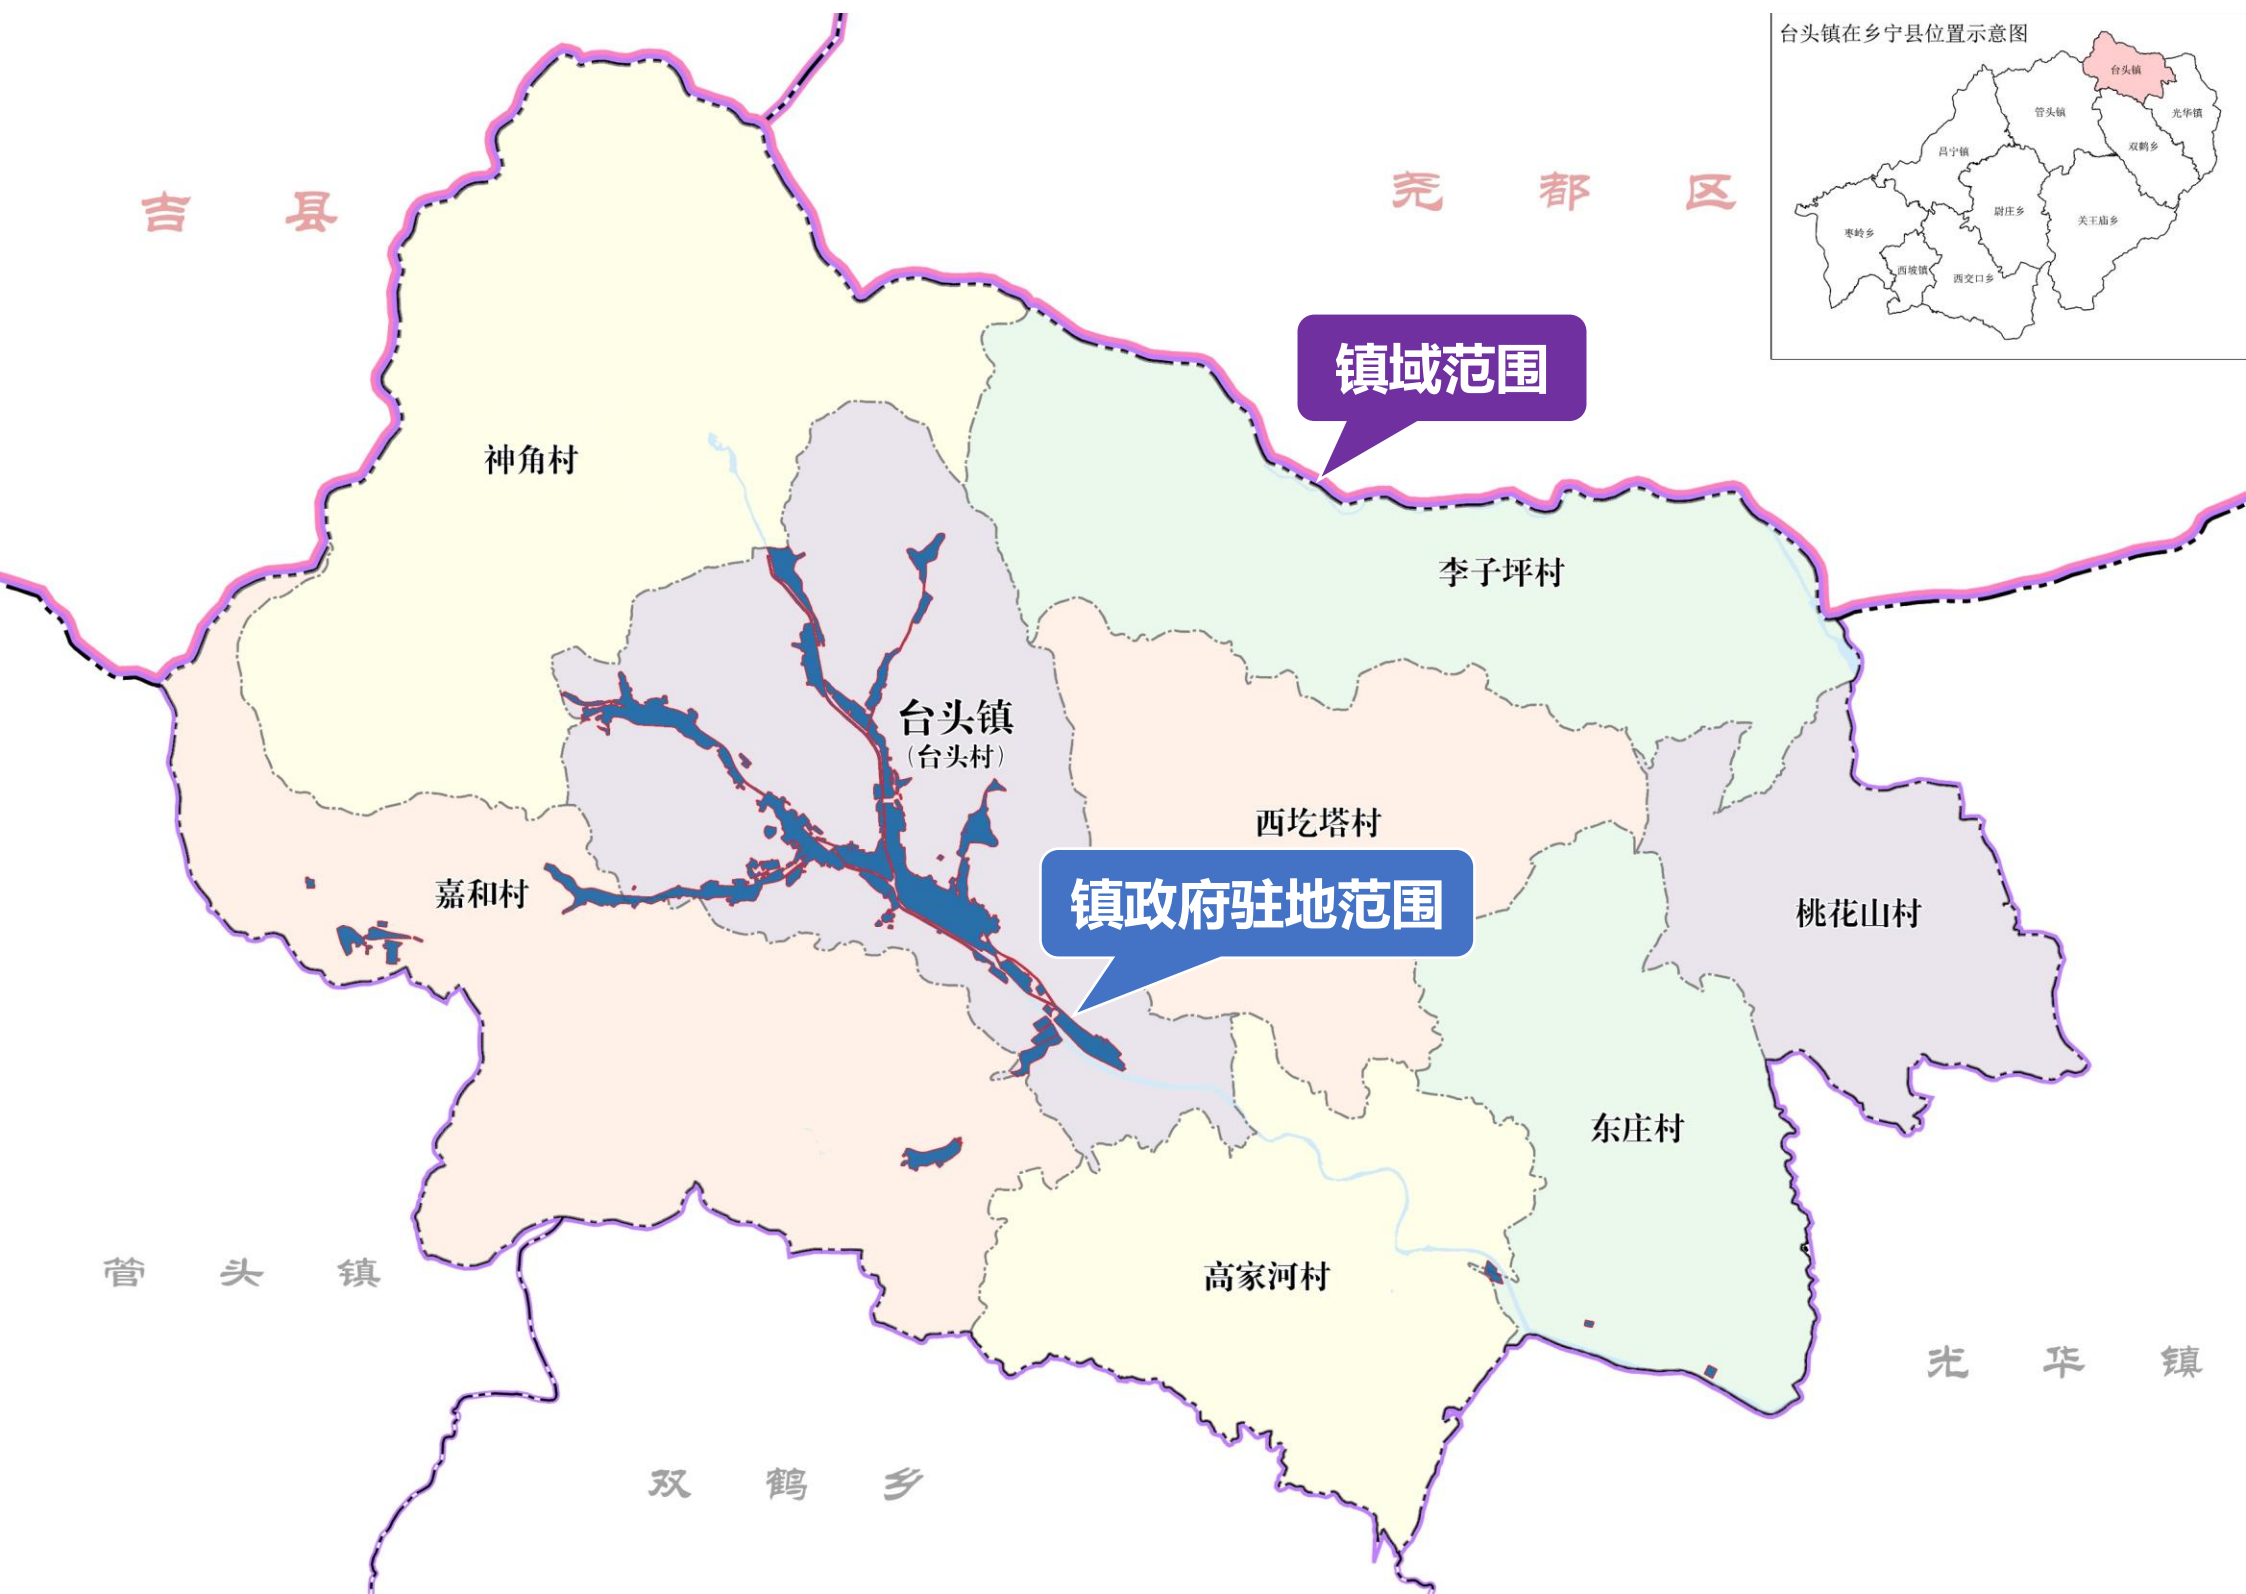 台头镇在乡宁县位置示意图
台头镇
光华镇
管头镇
双鹤乡
昌宁镇
尉庄乡
关王庙乡
枣岭乡
西坡镇
西交口乡
吉县
尧都区
镇域范围
神角村
李子坪村
台头镇
(台头村)
西圪塔村
嘉和村
镇政府驻地范围
桃花山村
东庄村
高家河村
管头镇
光华镇
双鹤乡